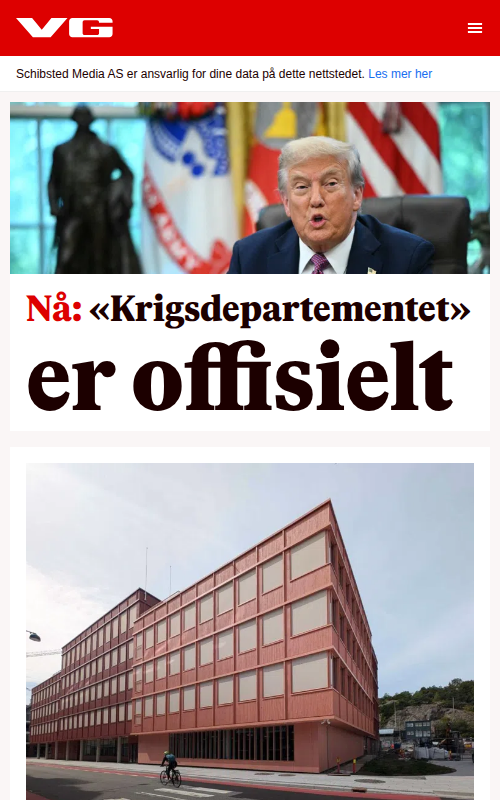 VG
Schibsted Media AS er ansvarlig for dine data på dette nettstedet. Les mer her
Nå: «Krigsdepartementet»
er offisielt